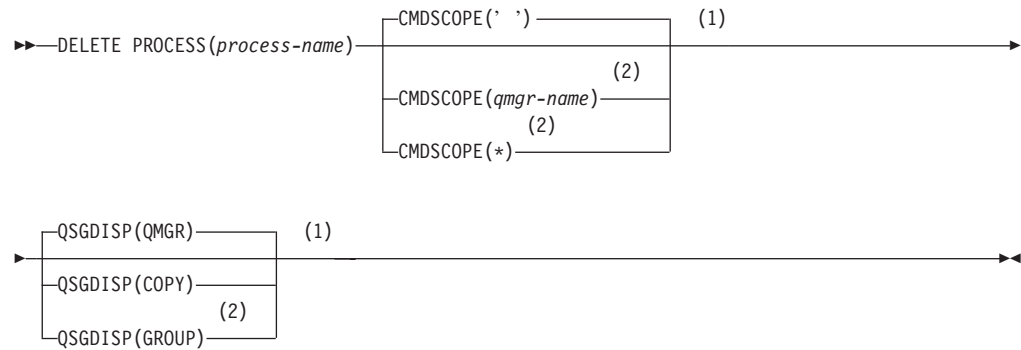 CMDSCOPE(' ') (1)
DELETE PROCESS(process-name)
(2)
CMDSCOPE(qmgr-name)
(2)
CMDSCOPE(*)
QSGDISP(QMGR) (1)
QSGDISP(COPY)
(2)
QSGDISP(GROUP)